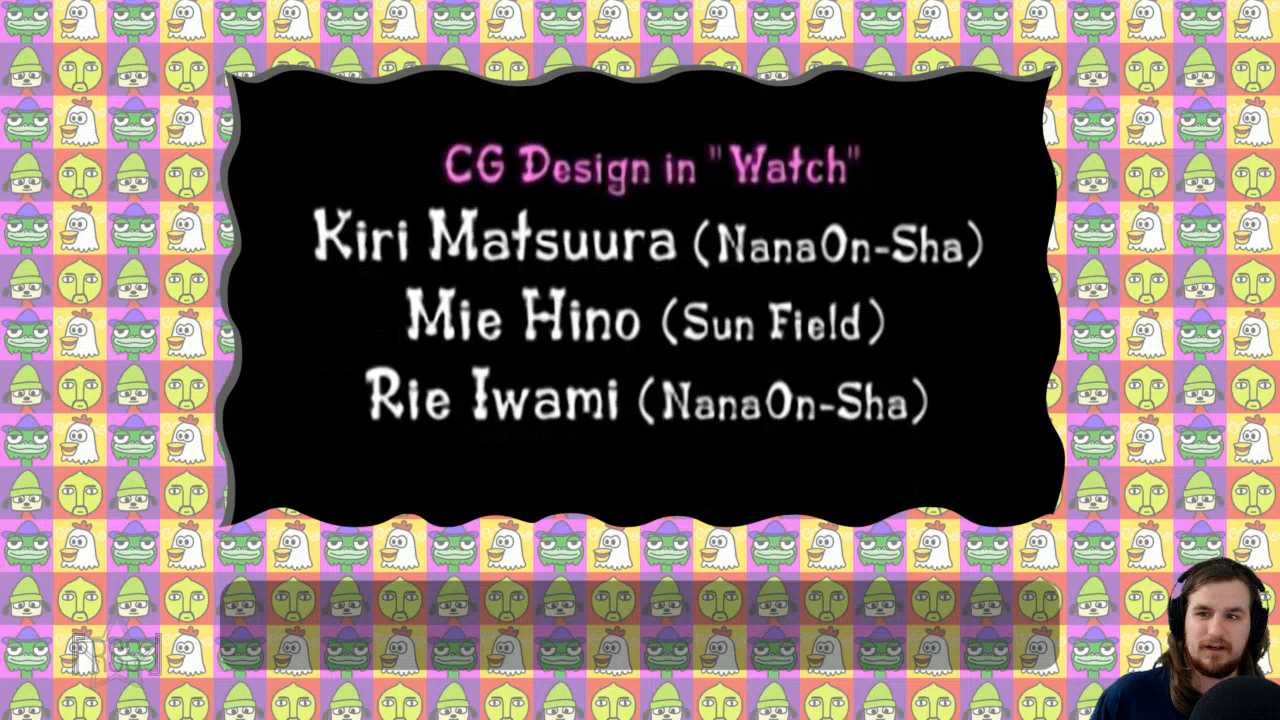 CG Design in "Watch"
Kiri Matsuura (NanaOn-Sha)
Mie Hino (Sun Field)
Rie Iwami (NanaOn-Sha)